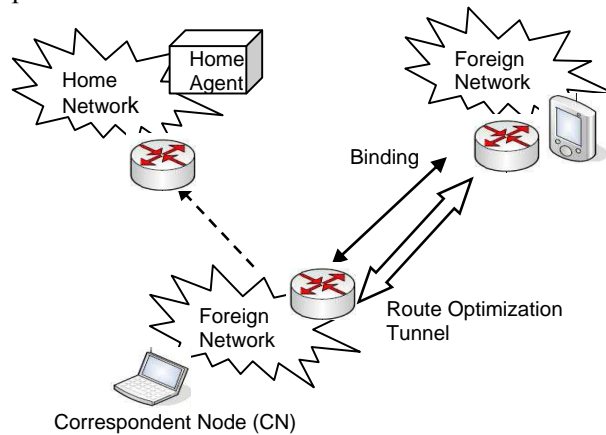 Home
Agent
Home
Network
Foreign
Network
Binding
Foreign
Network
Route Optimization
Tunnel
Correspondent Node (CN)